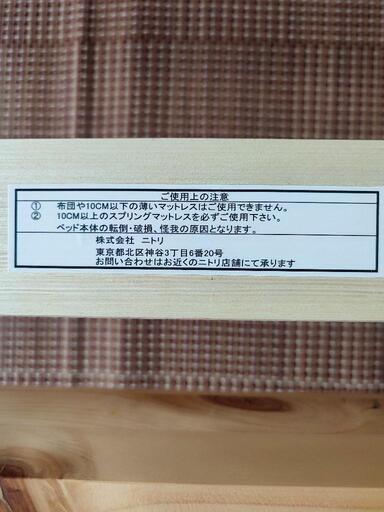 ご使用上の注意
① 布団や10CM以下の薄いマットレスはご使用できません。
② 10CM以上のスプリングマットレスを必ずご使用下さい。
ベッド本体の転倒・破損、怪我の原因となります。
株式会社 ニトリ
東京都北区神谷3丁目6番20号
お問い合わせはお近くのニトリ店舗にて承ります